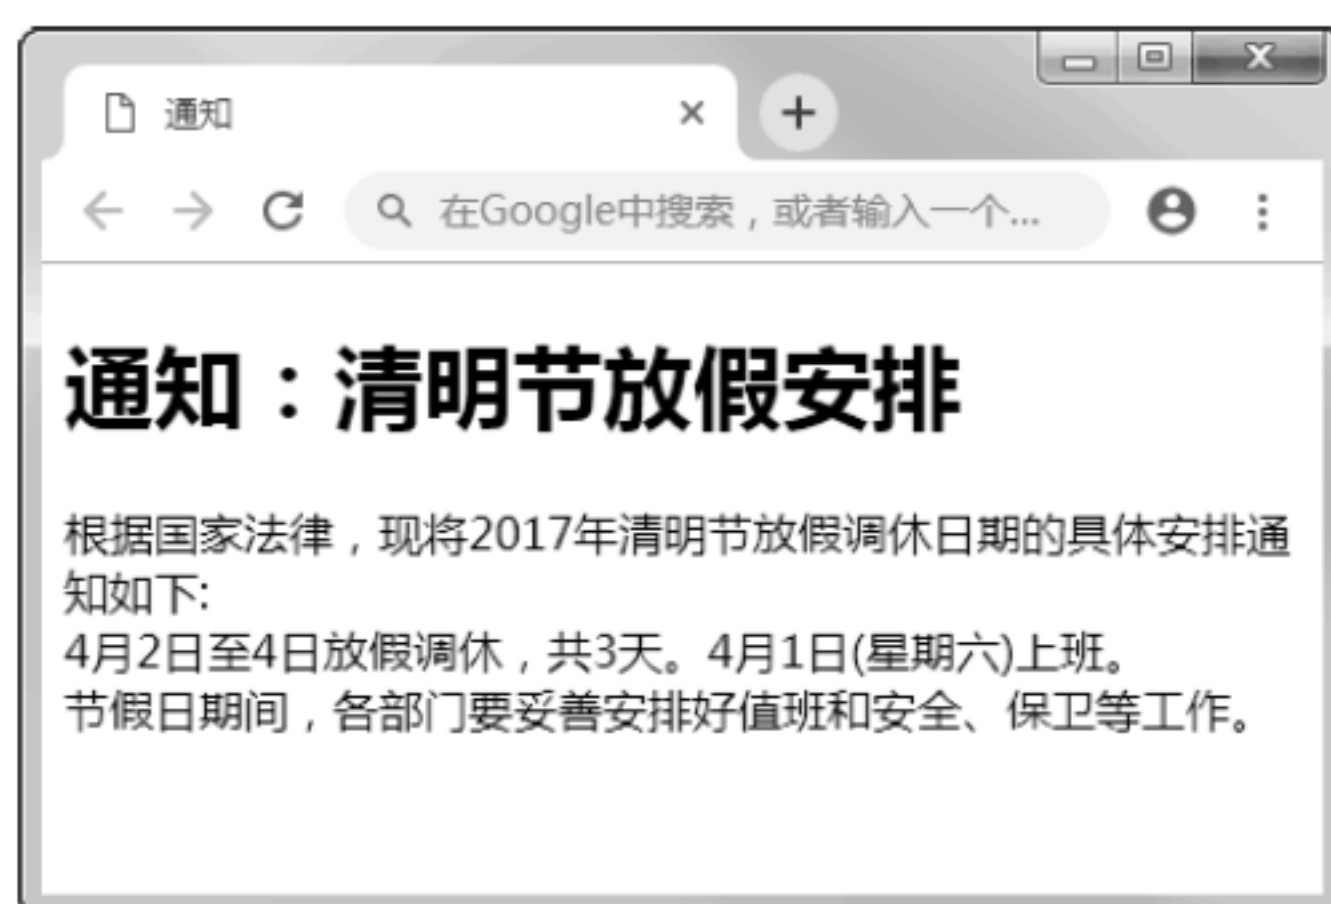 通知
在Google中搜索，或者输入一个...
通知：清明节放假安排
根据国家法律，现将2017年清明节放假调休日期的具体安排通
知如下:
4月2日至4日放假调休，共3天。4月1日(星期六)上班。
节假日期间，各部门要妥善安排好值班和安全、保卫等工作。